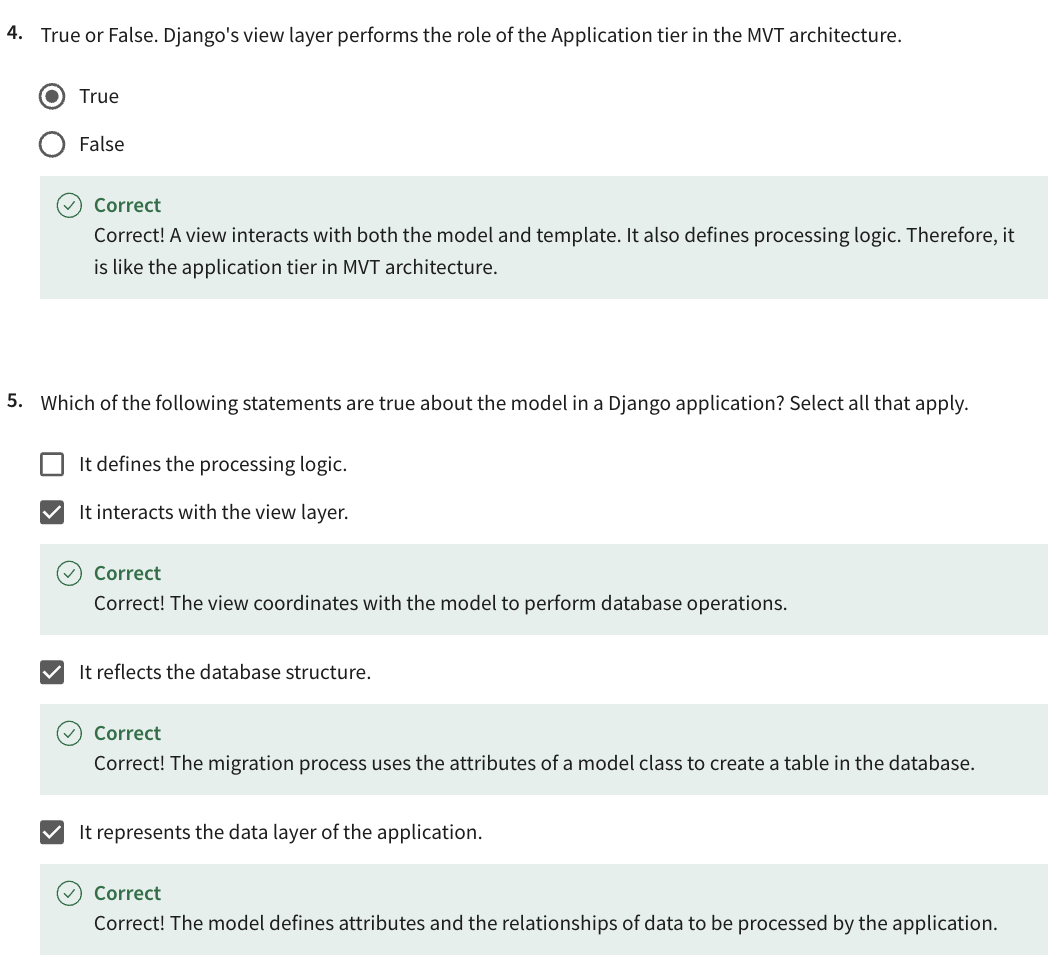 4. True or False. Django's view layer performs the role of the Application tier in the MVT architecture.
True
False
Correct
Correct! A view interacts with both the model and template. It also defines processing logic. Therefore, it
is like the application tier in MVT architecture.
5. Which of the following statements are true about the model in a Django application? Select all that apply.
It defines the processing logic.
It interacts with the view layer.
Correct
Correct! The view coordinates with the model to perform database operations.
It reflects the database structure.
Correct
Correct! The migration process uses the attributes of a model class to create a table in the database.
It represents the data layer of the application.
Correct
Correct! The model defines attributes and the relationships of data to be processed by the application.